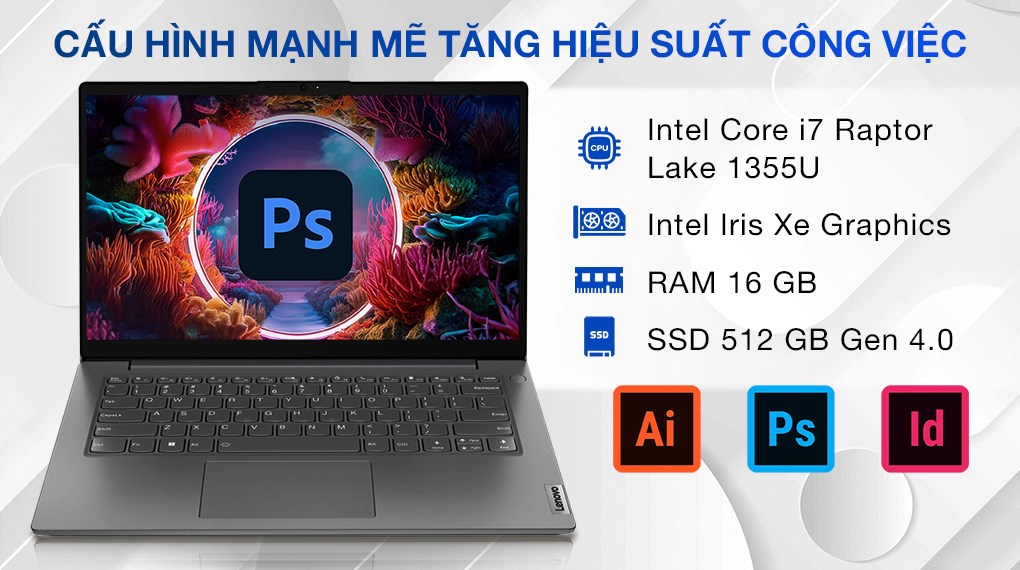 CẤU HÌNH MẠNH MẼ TĂNG HIỆU SUẤT CÔNG VIỆC
Ps
CPU
Intel Core i7 Raptor
Lake 1355U
Intel Iris Xe Graphics
RAM 16 GB
SSD
SSD 512 GB Gen 4.0
Ai
Ps
Id
Lenovo